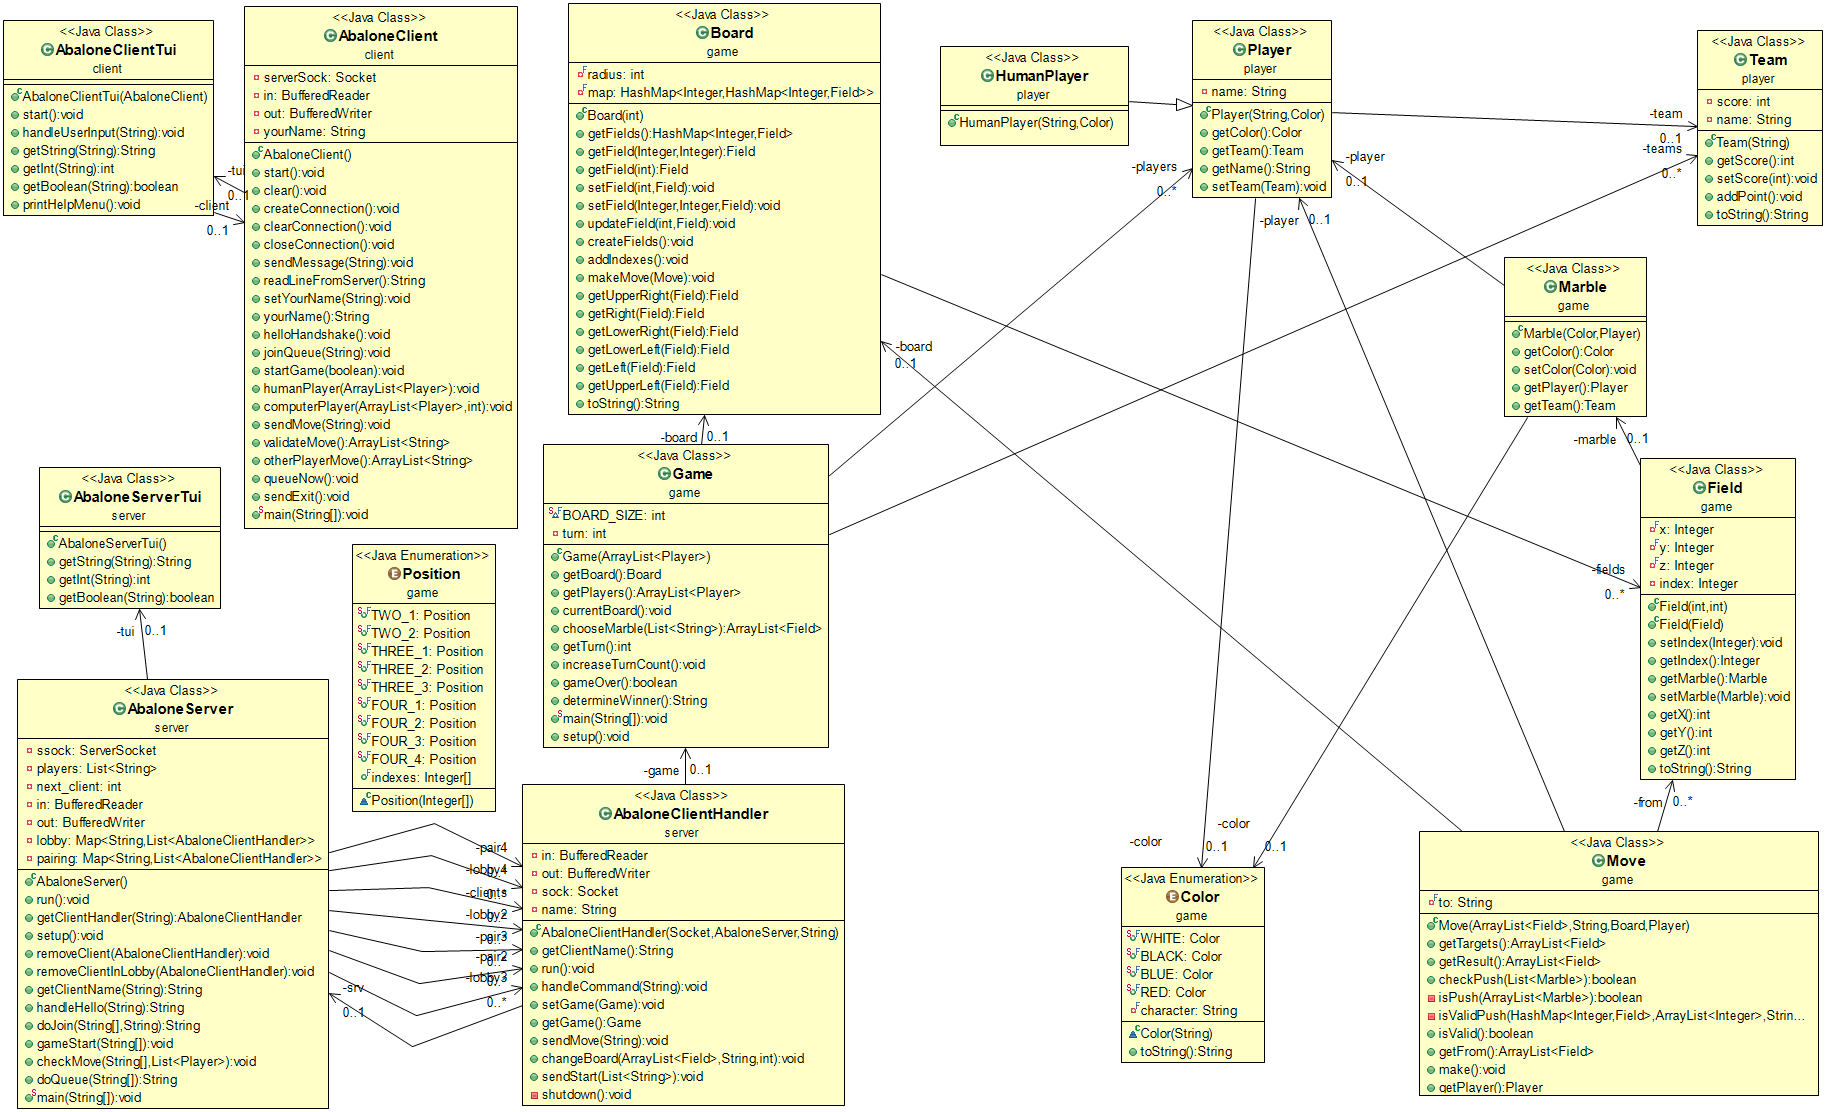 <<Java Class>>
AbaloneClientTui
client
AbaloneClientTui(AbaloneClient)
start():void
handleUserInput(String):void
getString(String):String
getInt(String):int
getBoolean(String):boolean
printHelpMenu():void
-tui
0..1
-client
0..1
<<Java Class>>
AbaloneClient
client
serverSock: Socket
in: BufferedReader
out: BufferedWriter
yourName: String
AbaloneClient()
start():void
clear():void
createConnection():void
clearConnection():void
closeConnection():void
sendMessage(String):void
readLineFromServer():String
setYourName(String):void
yourName():String
helloHandshake():void
joinQueue(String):void
startGame(boolean):void
humanPlayer(ArrayList<Player>):void
computerPlayer(ArrayList<Player>,int):void
sendMove(String):void
validateMove():ArrayList<String>
otherPlayerMove():ArrayList<String>
queueNow():void
sendExit():void
main(String[]):void
<<Java Class>>
Board
game
radius: int
map: HashMap<Integer,HashMap<Integer,Field>>
Board(int)
getFields():HashMap<Integer,Field>
getField(Integer,Integer):Field
getField(int):Field
setField(int,Field):void
setField(Integer,Integer,Field):void
updateField(int,Field):void
createFields():void
addIndexes():void
makeMove(Move):void
getUpperRight(Field):Field
getRight(Field):Field
getLowerRight(Field):Field
getLowerLeft(Field):Field
getLeft(Field):Field
getUpperLeft(Field):Field
toString():String
<<Java Class>>
HumanPlayer
player
HumanPlayer(String,Color)
<<Java Class>>
Player
player
name: String
Player(String,Color)
getColor():Color
getTeam():Team
getName():String
setTeam(Team):void
<<Java Class>>
Team
player
score: int
name: String
Team(String)
getScore():int
setScore(int):void
addPoint():void
toString():String
-team
0..1
-teams
0..*
-players
0..*
-player
0..1
-player
0..1
<<Java Class>>
Marble
game
Marble(Color,Player)
getColor():Color
setColor(Color):void
getPlayer():Player
getTeam():Team
-board
0..1
-board
0..1
-marble
0..1
<<Java Class>>
Game
game
BOARD_SIZE: int
turn: int
Game(ArrayList<Player>)
getBoard():Board
getPlayers():ArrayList<Player>
currentBoard():void
chooseMarble(List<String>):ArrayList<Field>
getTurn():int
increaseTurnCount():void
gameOver():boolean
determineWinner():String
main(String[]):void
setup():void
<<Java Class>>
Field
game
x: Integer
y: Integer
z: Integer
index: Integer
Field(int,int)
Field(Field)
setIndex(Integer):void
getIndex():Integer
getMarble():Marble
setMarble(Marble):void
getX():int
getY():int
getZ():int
toString():String
-fields
0..*
-from
0..*
<<Java Class>>
AbaloneServerTui
server
AbaloneServerTui()
getString(String):String
getInt(String):int
getBoolean(String):boolean
-tui
0..1
<<Java Enumeration>>
Position
game
TWO_1: Position
TWO_2: Position
THREE_1: Position
THREE_2: Position
THREE_3: Position
FOUR_1: Position
FOUR_2: Position
FOUR_3: Position
FOUR_4: Position
indexes: Integer[]
Position(Integer[])
<<Java Class>>
AbaloneServer
server
ssock: ServerSocket
players: List<String>
next_client: int
in: BufferedReader
out: BufferedWriter
lobby: Map<String,List<AbaloneClientHandler>>
pairing: Map<String,List<AbaloneClientHandler>>
AbaloneServer()
run():void
getClientHandler(String):AbaloneClientHandler
setup():void
removeClient(AbaloneClientHandler):void
removeClientInLobby(AbaloneClientHandler):void
getClientName(String):String
handleHello(String):String
doJoin(String[],String):String
gameStart(String[]):void
checkMove(String[],List<Player>):void
doQueue(String[]):String
main(String[]):void
-game
0..1
-pair4
-lobby4
-clients
-lobby2
-pair3
-pair2
-lobby3
0..*
-srv
0..1
<<Java Class>>
AbaloneClientHandler
server
in: BufferedReader
out: BufferedWriter
sock: Socket
name: String
AbaloneClientHandler(Socket,AbaloneServer,String)
getClientName():String
run():void
handleCommand(String):void
setGame(Game):void
getGame():Game
sendMove(String):void
changeBoard(ArrayList<Field>,String,int):void
sendStart(List<String>):void
shutdown():void
-color
0..1
-color
0..1
<<Java Enumeration>>
Color
game
WHITE: Color
BLACK: Color
BLUE: Color
RED: Color
character: String
Color(String)
toString():String
<<Java Class>>
Move
game
to: String
Move(ArrayList<Field>,String,Board,Player)
getTargets():ArrayList<Field>
getResult():ArrayList<Field>
checkPush(List<Marble>):boolean
isPush(ArrayList<Marble>):boolean
isValidPush(HashMap<Integer,Field>,ArrayList<Integer>,Strin...
isValid():boolean
getFrom():ArrayList<Field>
make():void
getPlayer():Player